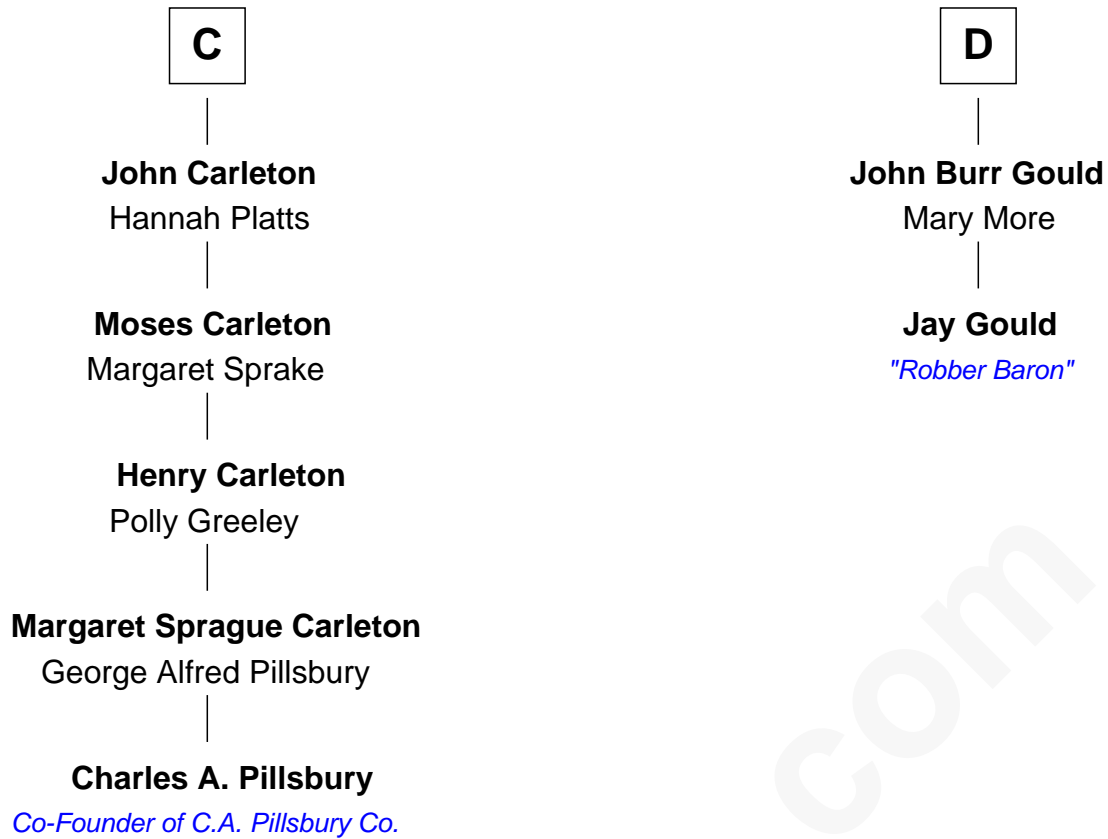 C
John Carleton
Hannah Platts
Moses Carleton
Margaret Sprake
Henry Carleton
Polly Greeley
Margaret Sprague Carleton
George Alfred Pillsbury
Charles A. Pillsbury
Co-Founder of C.A. Pillsbury Co.
D
John Burr Gould
Mary More
Jay Gould
"Robber Baron"
com